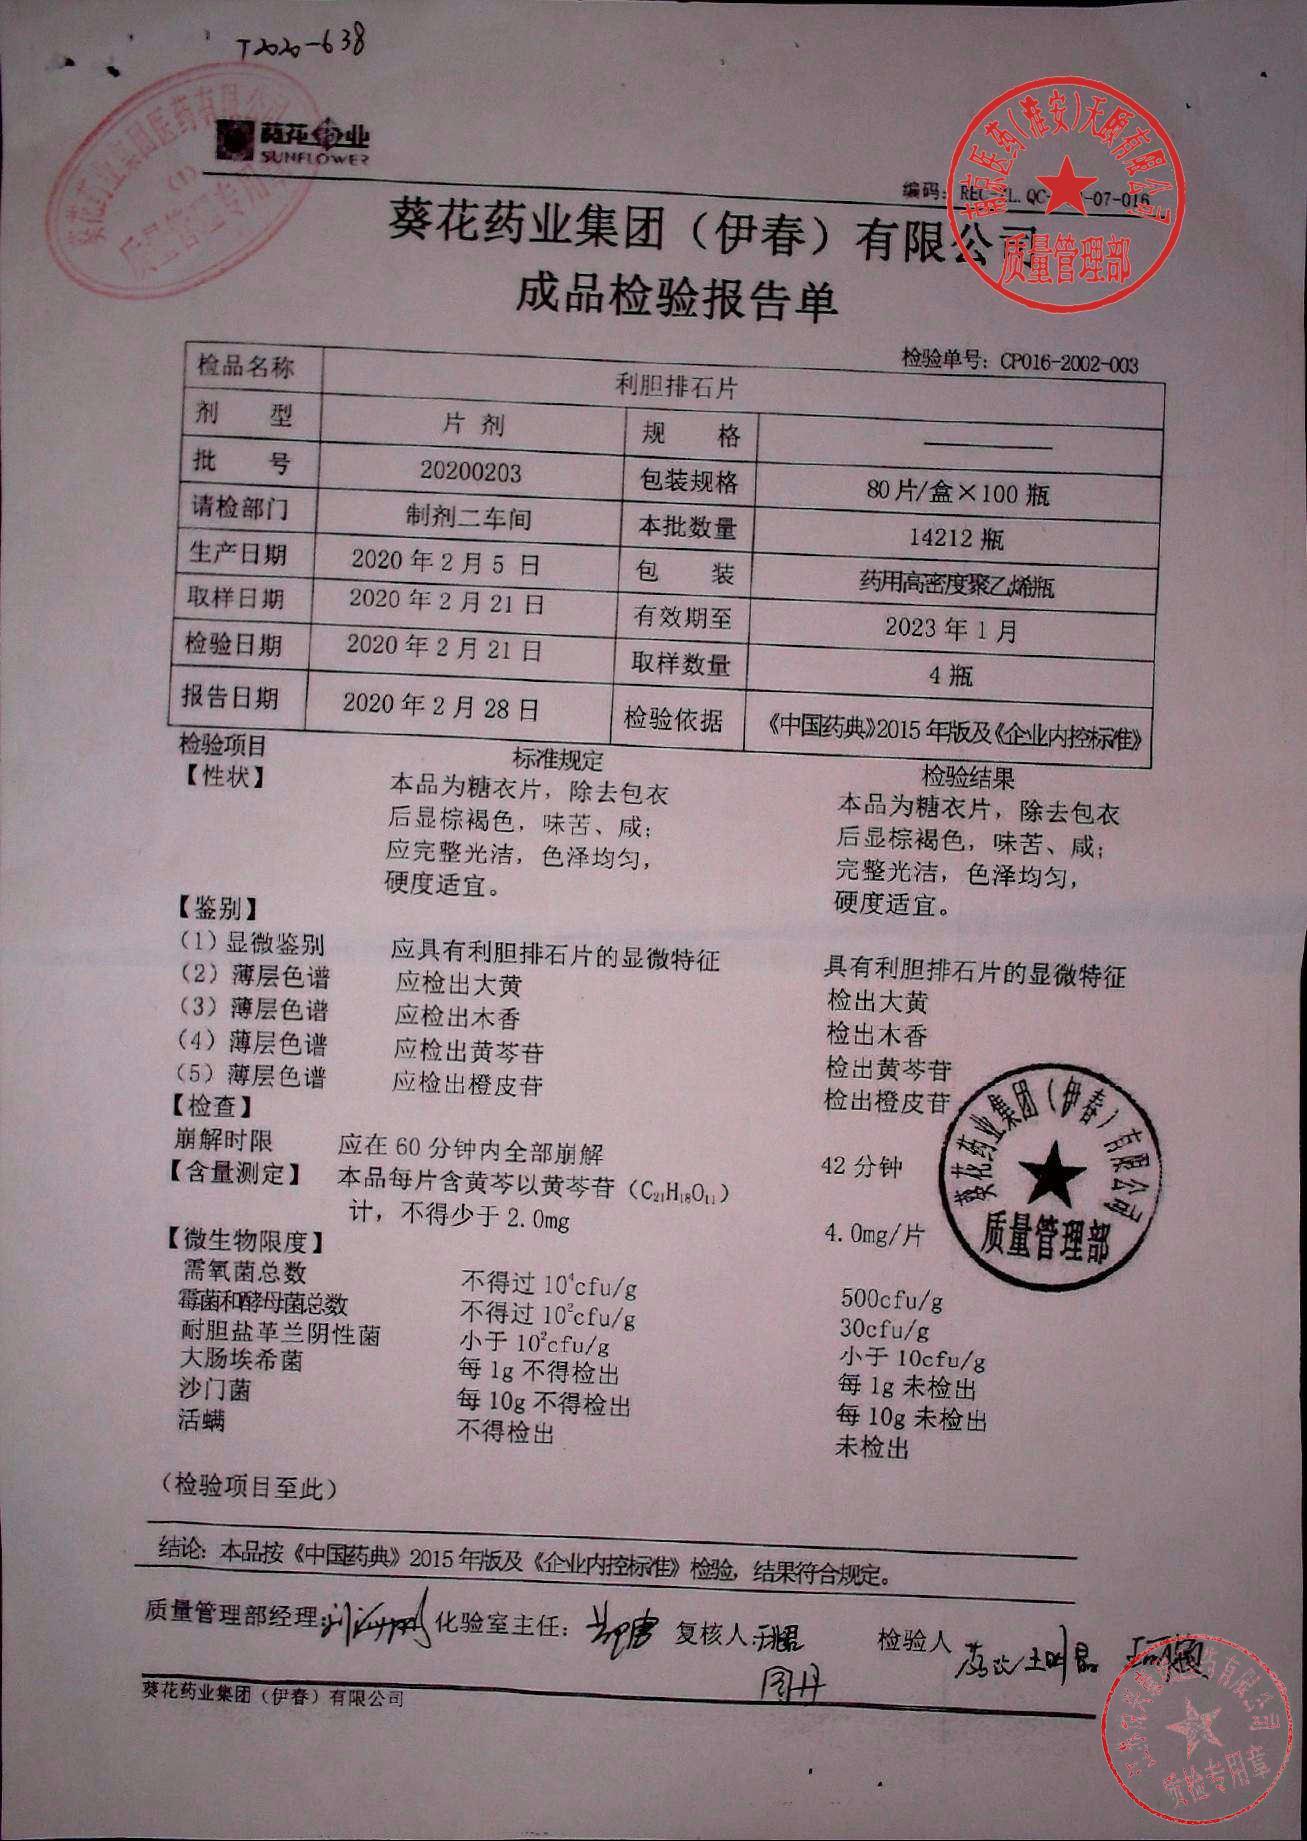 T2020-638
葵花药业
SUNFLOWER
葵花药业集团医药有限公司
(1)
南京医药(淮安)天颐有限公司
质量管理部
葵花药业集团（伊春）有限公司
成品检验报告单
检验单号：CP016-2002-003
检品名称 利胆排石片
剂 型 片 剂 规 格 ————
批 号 20200203 包装规格 80片/盒×100瓶
请检部门 制剂二车间 本批数量 14212瓶
生产日期 2020年2月5日 包 装 药用高密度聚乙烯瓶
取样日期 2020年2月21日 有效期至 2023年1月
检验日期 2020年2月21日 取样数量 4瓶
报告日期 2020年2月28日 检验依据 《中国药典》2015年版及《企业内控标准》
检验项目 标准规定 检验结果
【性状】 本品为糖衣片，除去包衣 本品为糖衣片，除去包衣
后显棕褐色，味苦、咸； 后显棕褐色，味苦、咸；
应完整光洁，色泽均匀， 完整光洁，色泽均匀，
硬度适宜。 硬度适宜。
【鉴别】
（1）显微鉴别 应具有利胆排石片的显微特征 具有利胆排石片的显微特征
（2）薄层色谱 应检出大黄 检出大黄
（3）薄层色谱 应检出木香 检出木香
（4）薄层色谱 应检出黄芩苷 检出黄芩苷
（5）薄层色谱 应检出橙皮苷 检出橙皮苷
【检查】
崩解时限 应在60分钟内全部崩解 42分钟
【含量测定】 本品每片含黄芩以黄芩苷（C₂₁H₁₈O₁₁）
计，不得少于2.0mg 4.0mg/片
【微生物限度】
需氧菌总数 不得过10⁴cfu/g 500cfu/g
霉菌和酵母菌总数 不得过10²cfu/g 30cfu/g
耐胆盐革兰阴性菌 小于10²cfu/g 小于10cfu/g
大肠埃希菌 每1g不得检出 每1g未检出
沙门菌 每10g不得检出 每10g未检出
活螨 不得检出 未检出
（检验项目至此）
葵花药业集团（伊春）有限公司
质量管理部
结论：本品按《中国药典》2015年版及《企业内控标准》检验，结果符合规定。
质量管理部经理： 化验室主任： 复核人： 检验人
葵花药业集团（伊春）有限公司
质检专用章